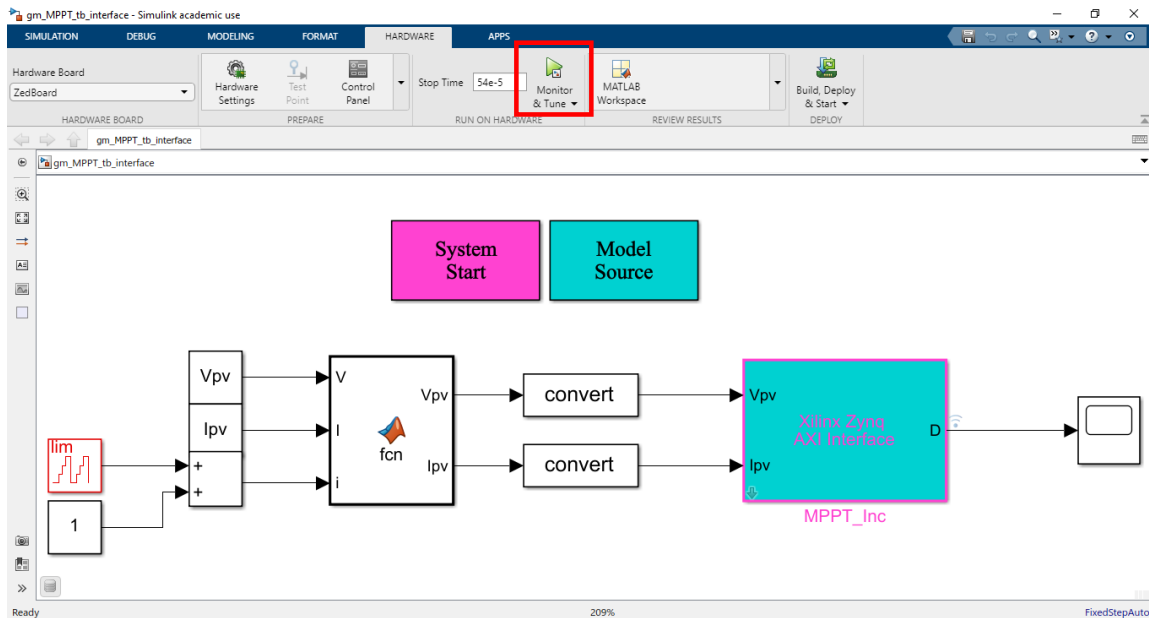 gm_MPPT_tb_interface - Simulink academic use
SIMULATION DEBUG MODELING FORMAT HARDWARE APPS
Hardware Board
ZedBoard
Hardware
Settings
Test
Point
Control
Panel
Stop Time 54e-5
Monitor
& Tune
MATLAB
Workspace
Build, Deploy
& Start
HARDWARE BOARD PREPARE RUN ON HARDWARE REVIEW RESULTS DEPLOY
gm_MPPT_tb_interface
gm_MPPT_tb_interface
System
Start
Model
Source
Vpv
Ipv
lim
+
+
1
V
I
i
fcn
Vpv
Ipv
convert
convert
Vpv
Ipv
Xilinx Zynq
AXI Interface
D
MPPT_Inc
Ready 209% FixedStepAuto